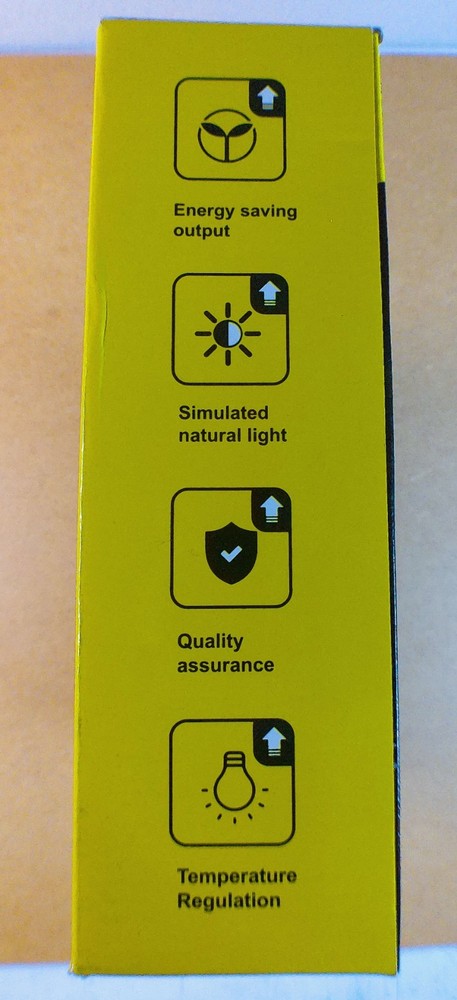 Energy saving
output
Simulated
natural light
Quality
assurance
Temperature
Regulation